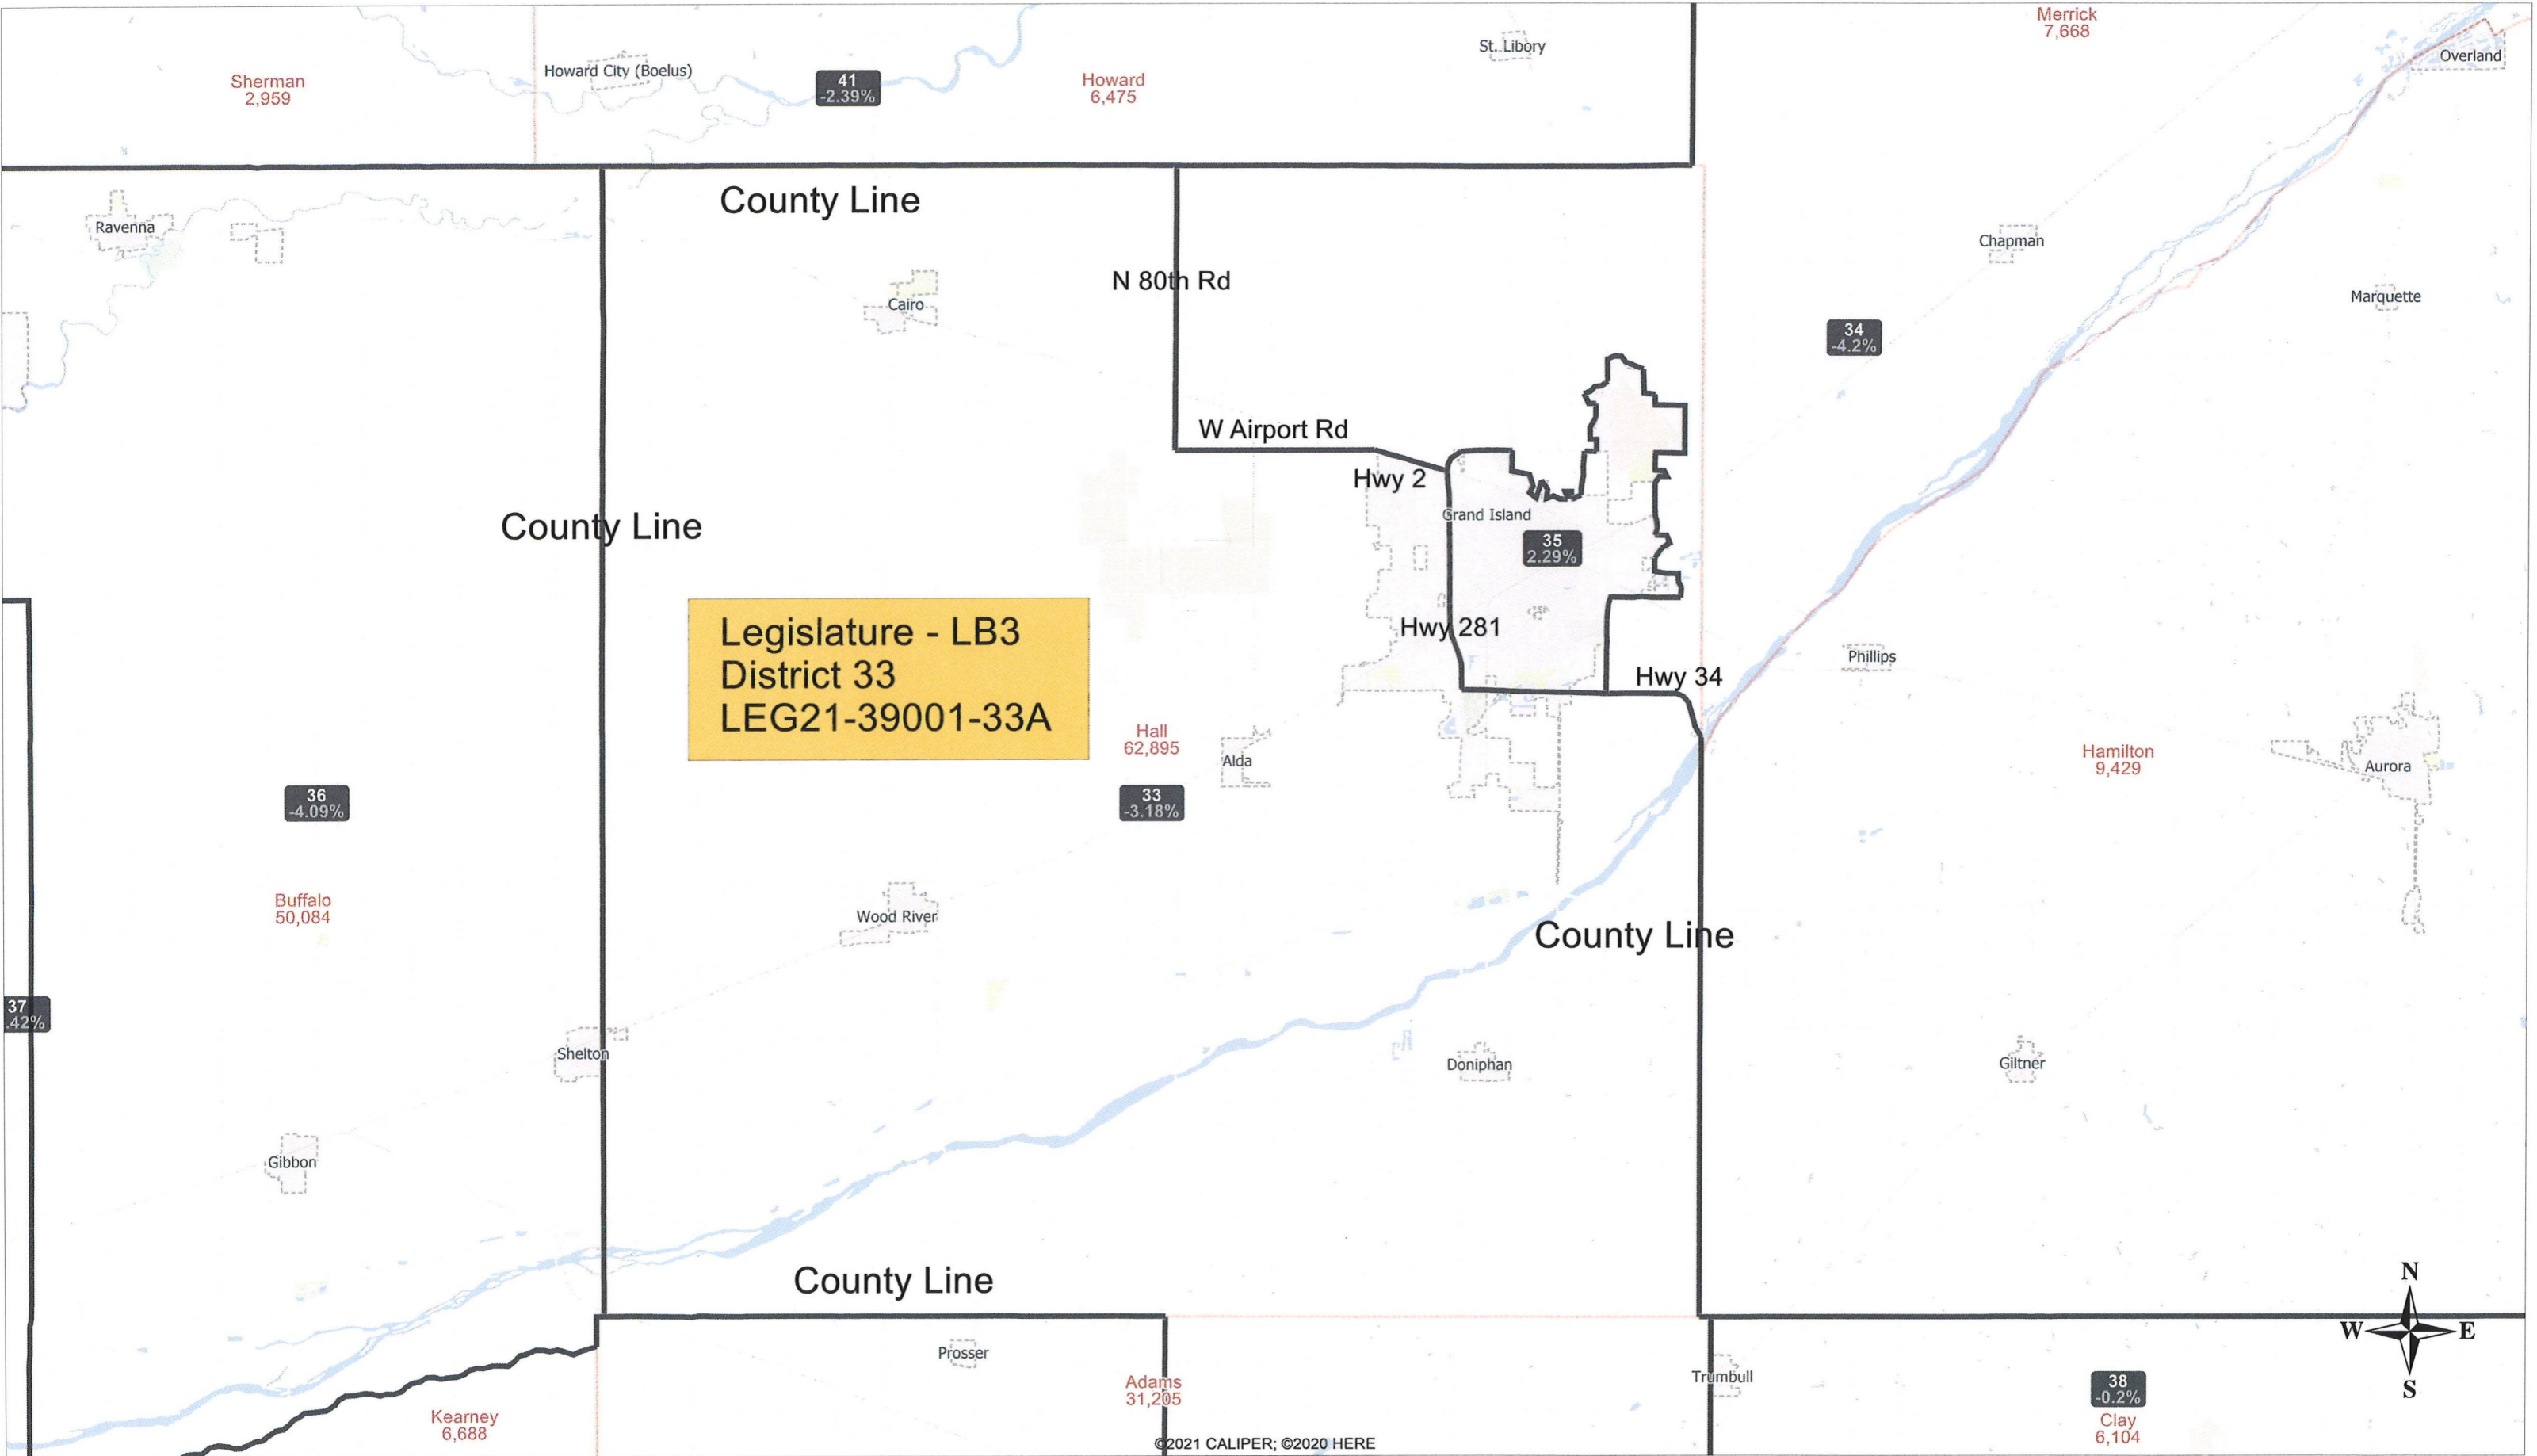 Merrick
7,668
Overland
St. Libory
Howard City (Boelus)
Sherman
2,959
41
-2.39%
Howard
6,475
County Line
Ravenna
Chapman
N 80th Rd
Cairo
Marquette
34
-4.2%
W Airport Rd
Hwy 2
Grand Island
County Line
35
2.29%
Legislature - LB3
District 33
LEG21-39001-33A
Hwy 281
Hwy 34
Phillips
Hall
62,895
Alda
Hamilton
9,429
Aurora
36
-4.09%
33
-3.18%
Buffalo
50,084
Wood River
County Line
37
.42%
Shelton
Doniphan
Giltner
Gibbon
County Line
N
W
E
S
Prosser
Adams
31,205
Trumbull
38
-0.2%
Kearney
6,688
Clay
6,104
©2021 CALIPER; ©2020 HERE